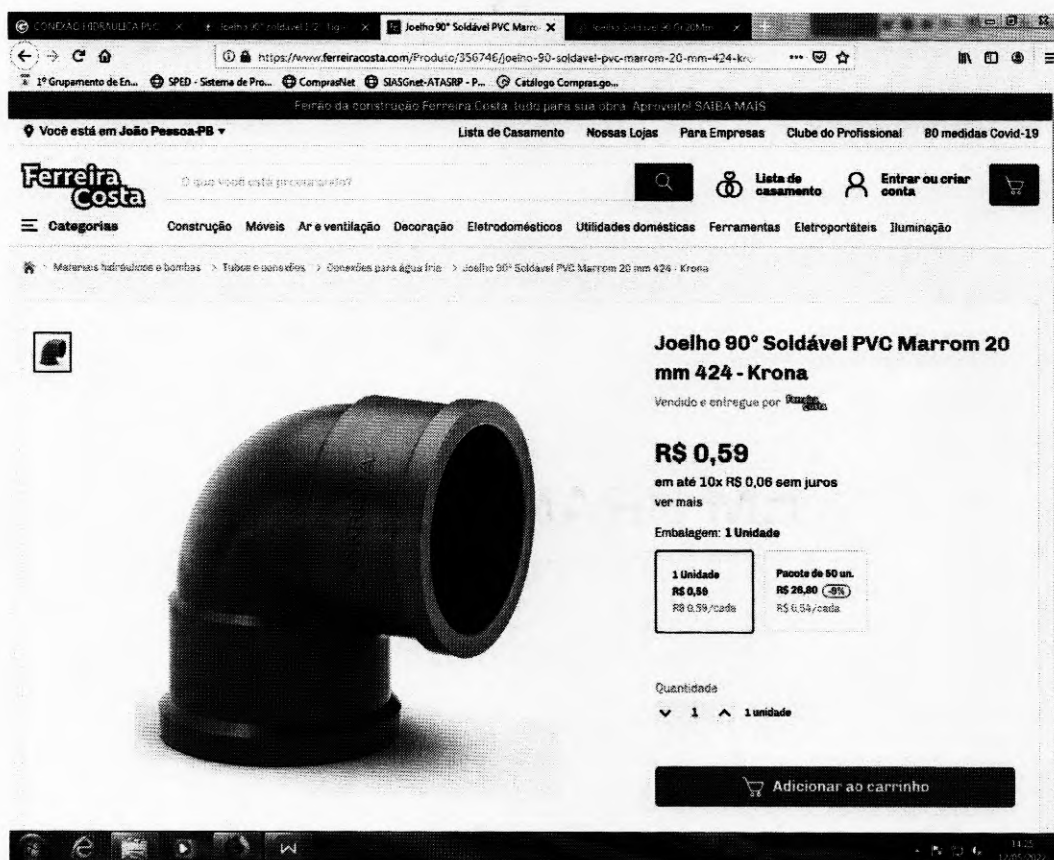 CONEXAO HIDRAULICA PVC
Joelho 90° Soldável PVC Marro
https://www.ferreiracosta.com/Produto/356746/joelho-90-soldavel-pvc-marrom-20-mm-424-kr
1º Grupamento de En... SPED - Sistema de Pro... ComprasNet SIASGnet-ATASRP - P... Catálogo Compras.go...
Feirão da construção Ferreira Costa: tudo para sua obra. Aproveite! SAIBA MAIS
Você está em João Pessoa-PB
Lista de Casamento Nossas Lojas Para Empresas Clube do Profissional 80 medidas Covid-19
Ferreira Costa
O que você está procurando?
Lista de casamento
Entrar ou criar conta
Categorias Construção Móveis Ar e ventilação Decoração Eletrodomésticos Utilidades domésticas Ferramentas Eletroportáteis Iluminação
> Materiais hidráulicos e bombas > Tubos e conexões > Conexões para água fria > Joelho 90° Soldável PVC Marrom 20 mm 424 - Krona
Joelho 90° Soldável PVC Marrom 20
mm 424 - Krona
Vendido e entregue por Ferreira Costa
R$ 0,59
em até 10x R$ 0,06 sem juros
ver mais
Embalagem: 1 Unidade
1 Unidade
R$ 0,59
R$ 0,59/cada
Pacote de 50 un.
R$ 26,80 -9%
R$ 0,54/cada
Quantidade
1 1 unidade
Adicionar ao carrinho
KRONA
14:25